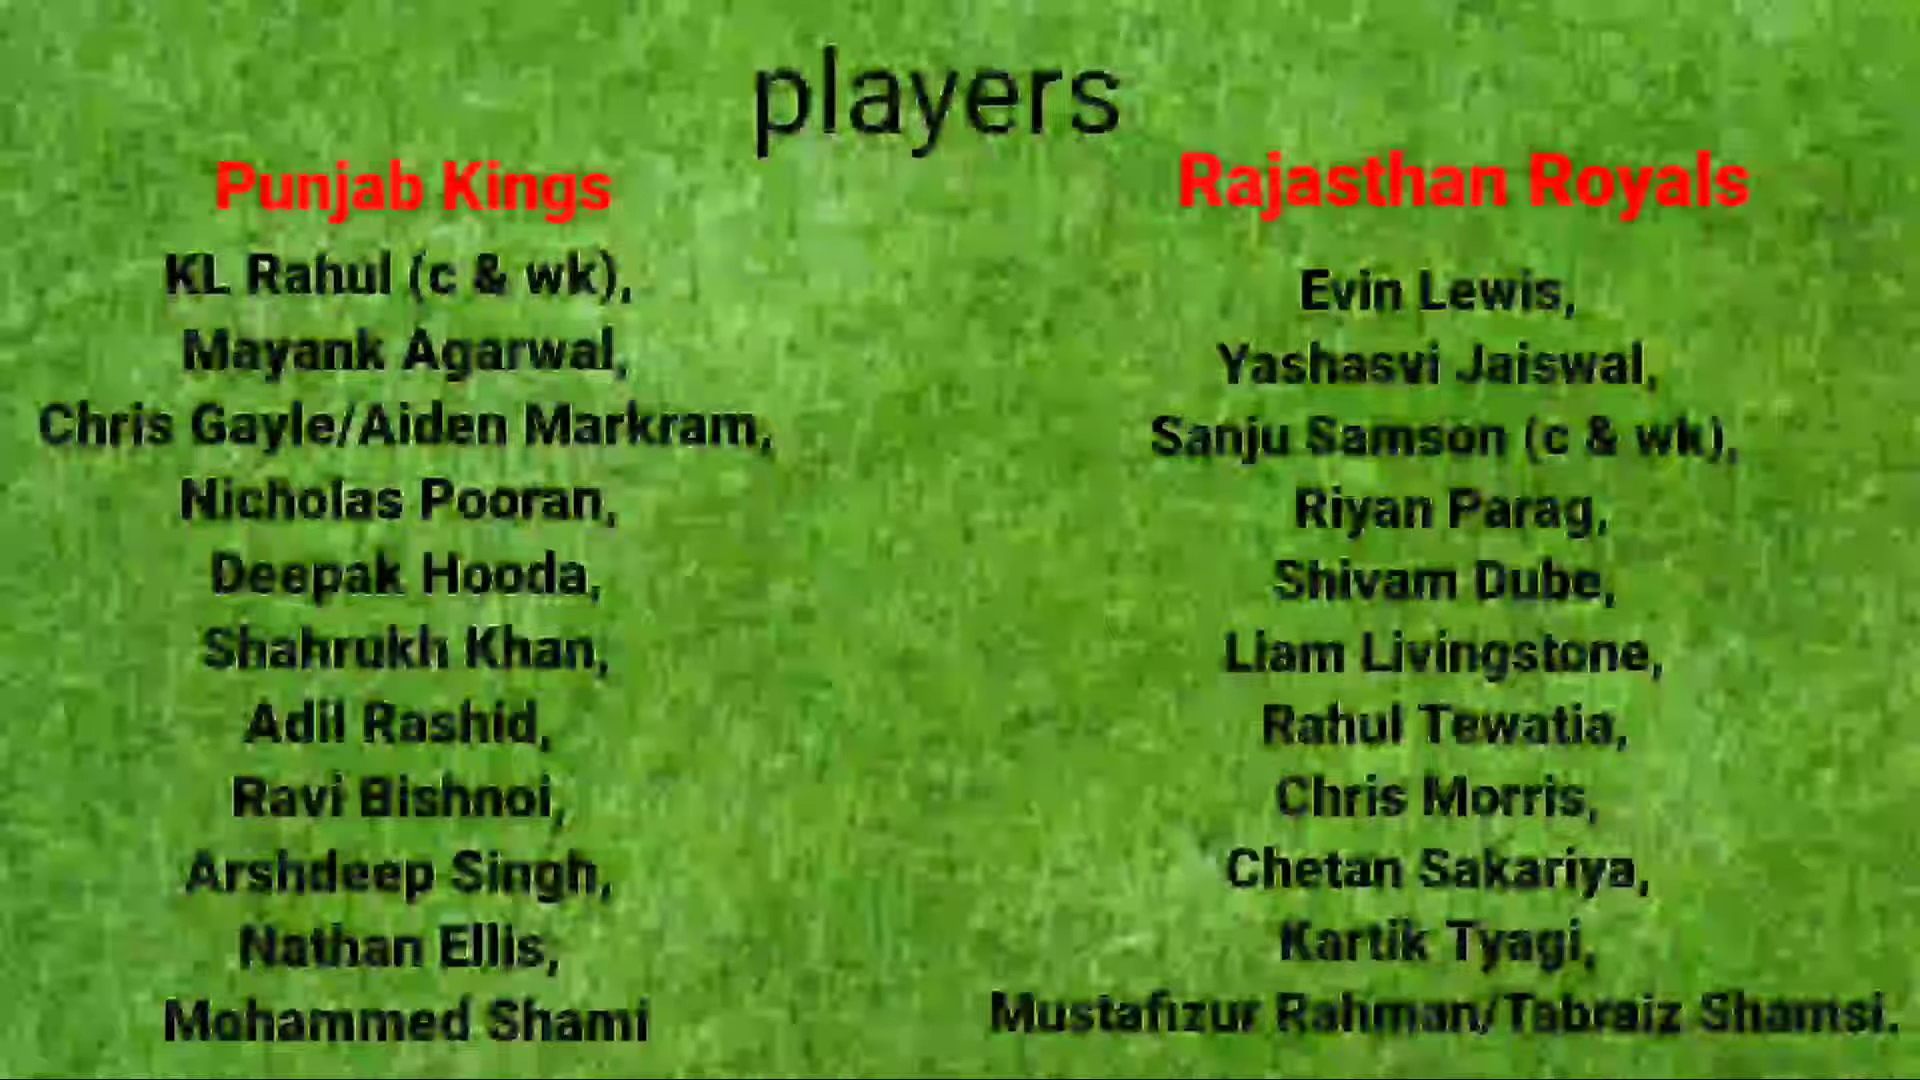 players
Punjab Kings
KL Rahul (c & wk),
Mayank Agarwal,
Chris Gayle/Aiden Markram,
Nicholas Pooran,
Deepak Hooda,
Shahrukh Khan,
Adil Rashid,
Ravi Bishnoi,
Arshdeep Singh,
Nathan Ellis,
Mohammed Shami
Rajasthan Royals
Evin Lewis,
Yashasvi Jaiswal,
Sanju Samson (c & wk),
Riyan Parag,
Shivam Dube,
Liam Livingstone,
Rahul Tewatia,
Chris Morris,
Chetan Sakariya,
Kartik Tyagi,
Mustafizur Rahman/Tabraiz Shamsi.